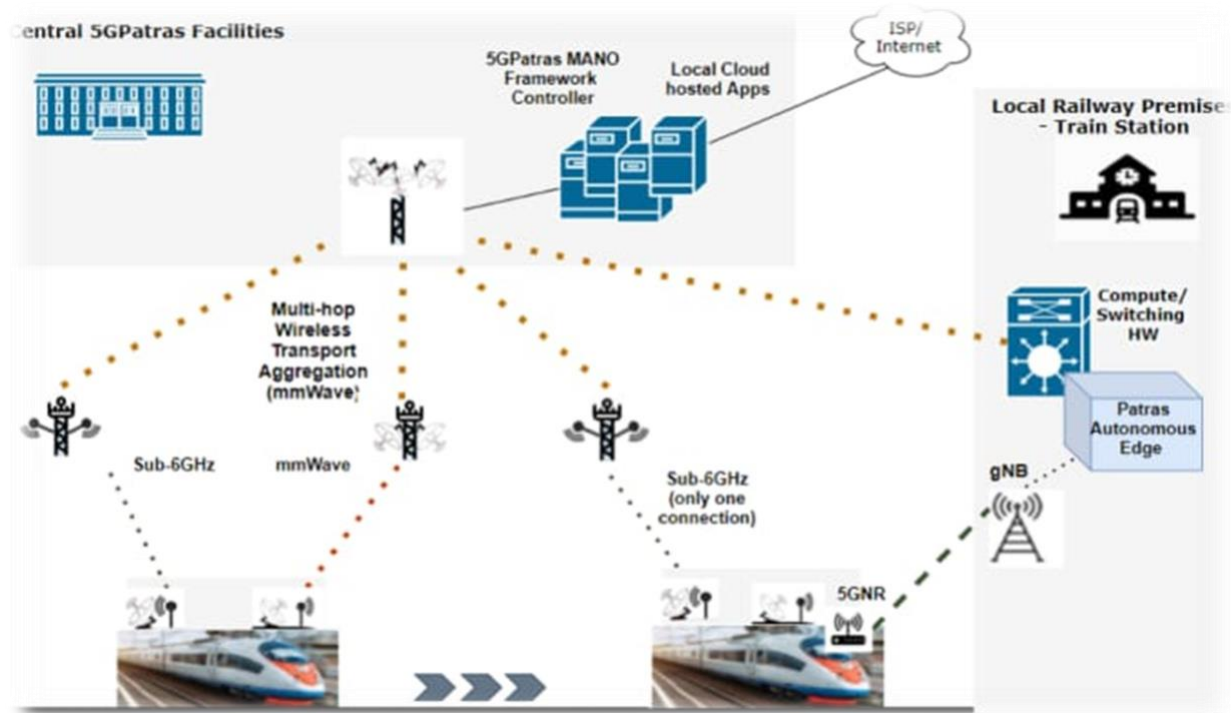 Central 5GPatras Facilities
ISP/
Internet
5GPatras MANO
Framework
Controller
Local Cloud
hosted Apps
Local Railway Premise
- Train Station
Multi-hop
Wireless
Transport
Aggregation
(mmWave)
Compute/
Switching
HW
Patras
Autonomous
Edge
Sub-6GHz
mmWave
Sub-6GHz
(only one
connection)
gNB
5GNR